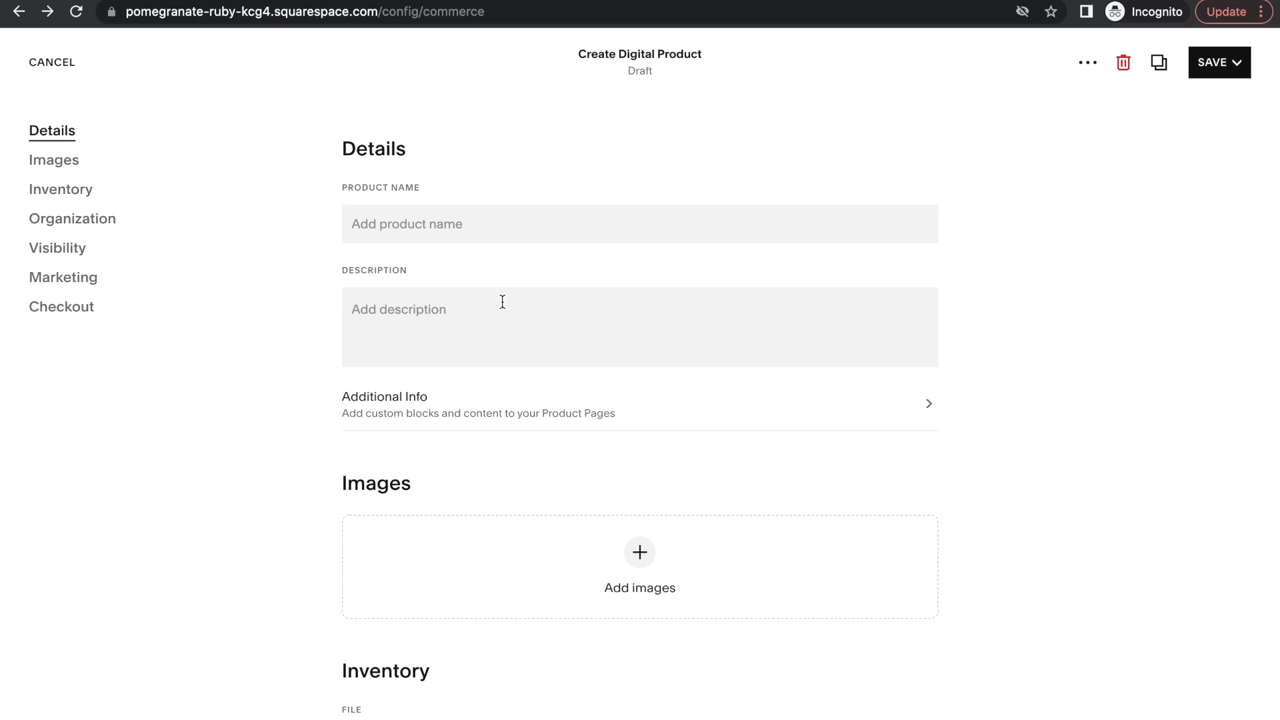 pomegranate-ruby-kcg4.squarespace.com/config/commerce
Incognito
Update
CANCEL
Create Digital Product
Draft
SAVE
Details
Images
Inventory
Organization
Visibility
Marketing
Checkout
Details
PRODUCT NAME
Add product name
DESCRIPTION
Add description
Additional Info
Add custom blocks and content to your Product Pages
Images
Add images
Inventory
FILE